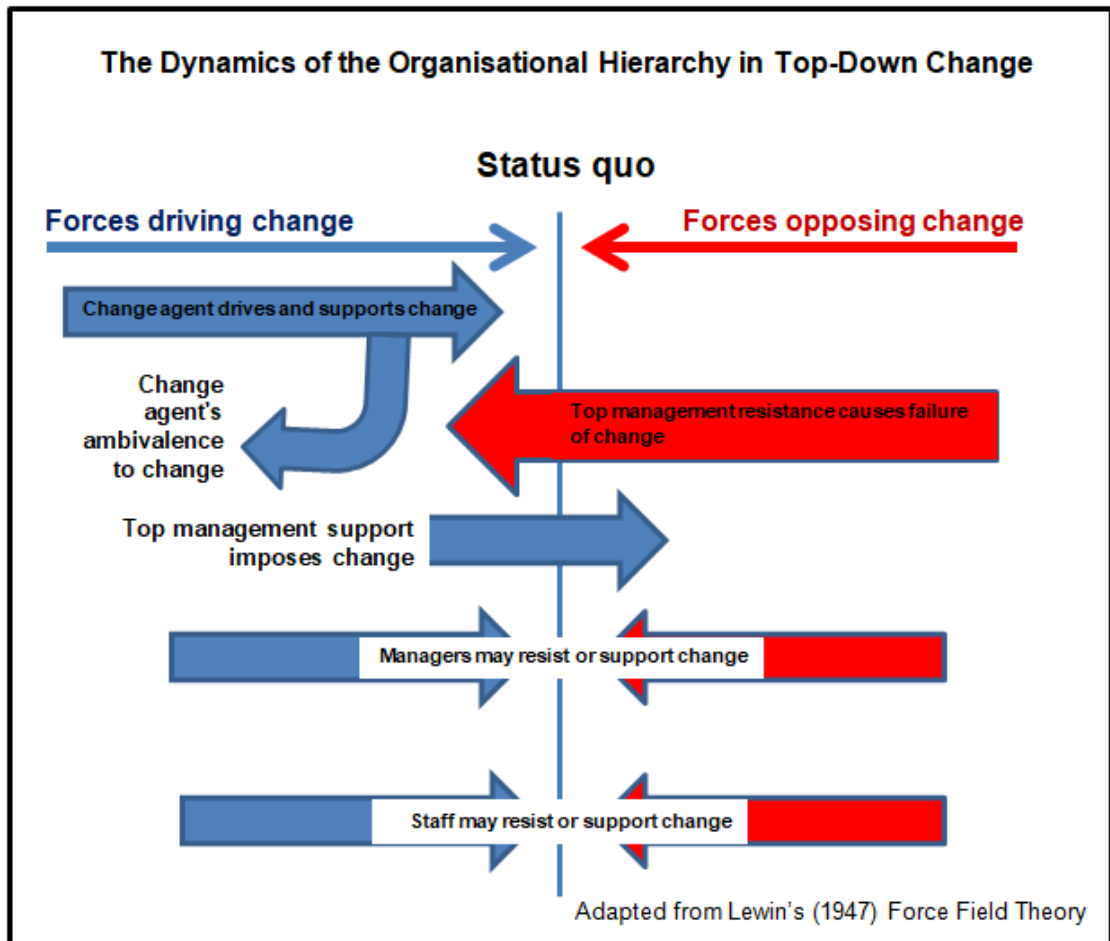 The Dynamics of the Organisational Hierarchy in Top-Down Change
Status quo
Forces driving change
Forces opposing change
Change agent drives and supports change
Change
agent's
ambivalence
to change
Top management resistance causes failure
of change
Top management support
imposes change
Managers may resist or support change
Staff may resist or support change
Adapted from Lewin’s (1947) Force Field Theory